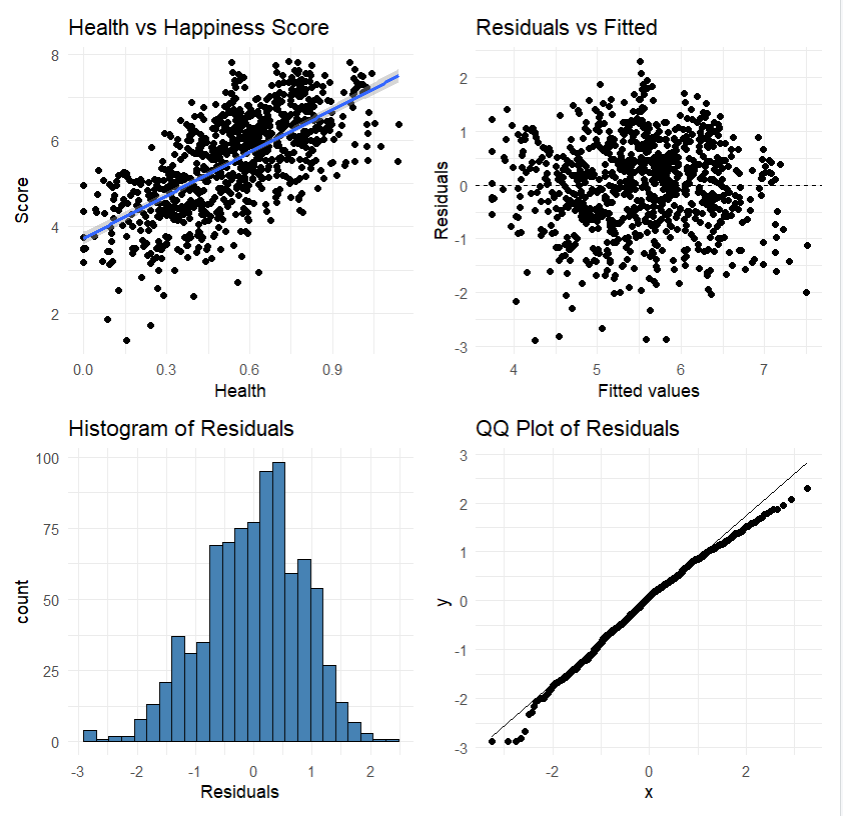 Health vs Happiness Score
8
6
4
2
Score
0.0 0.3 0.6 0.9
Health
Residuals vs Fitted
2
1
0
-1
-2
-3
Residuals
4 5 6 7
Fitted values
Histogram of Residuals
100
75
50
25
0
count
-3 -2 -1 0 1 2
Residuals
QQ Plot of Residuals
3
2
1
0
-1
-2
-3
y
-2 0 2
x